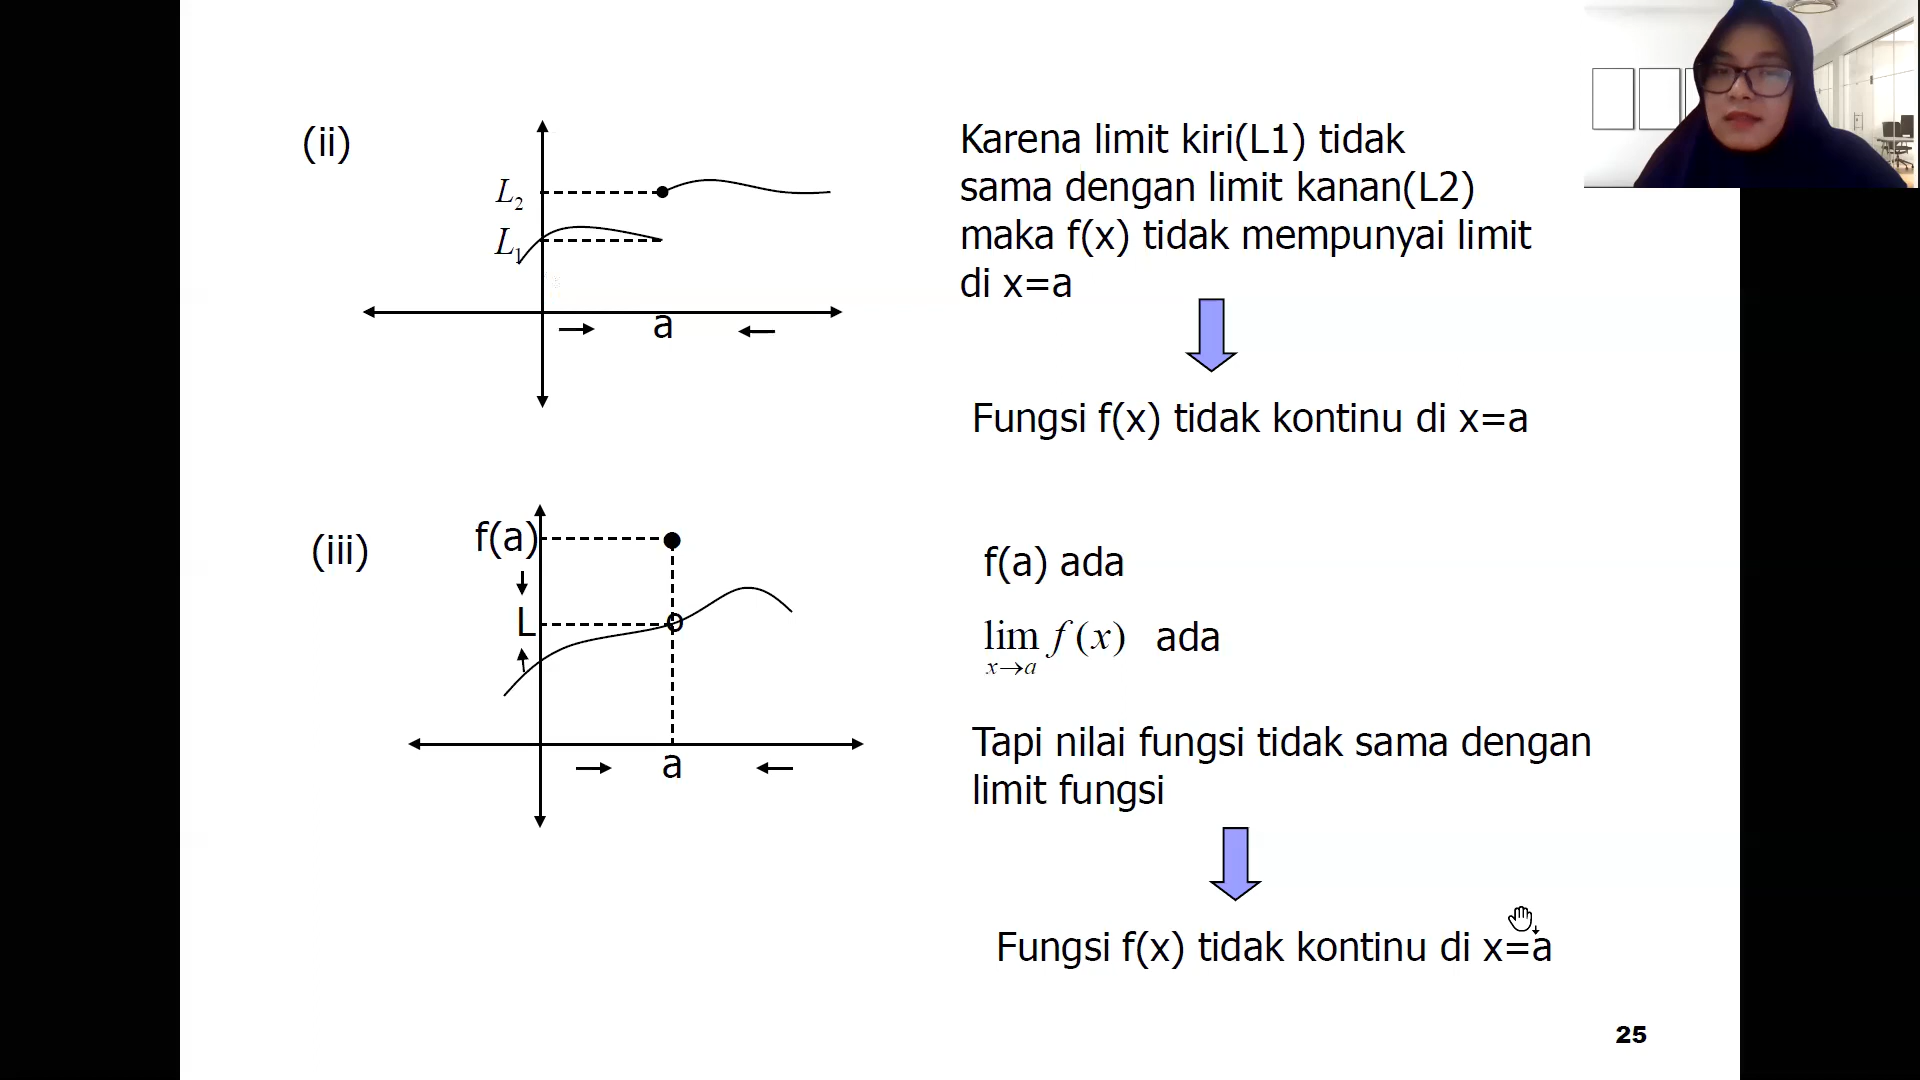 (ii)
L₂
L₁
a
Karena limit kiri(L1) tidak
sama dengan limit kanan(L2)
maka f(x) tidak mempunyai limit
di x=a
Fungsi f(x) tidak kontinu di x=a
(iii)
f(a)
L
a
f(a) ada
lim f(x) ada
x→a
Tapi nilai fungsi tidak sama dengan
limit fungsi
Fungsi f(x) tidak kontinu di x=a
25